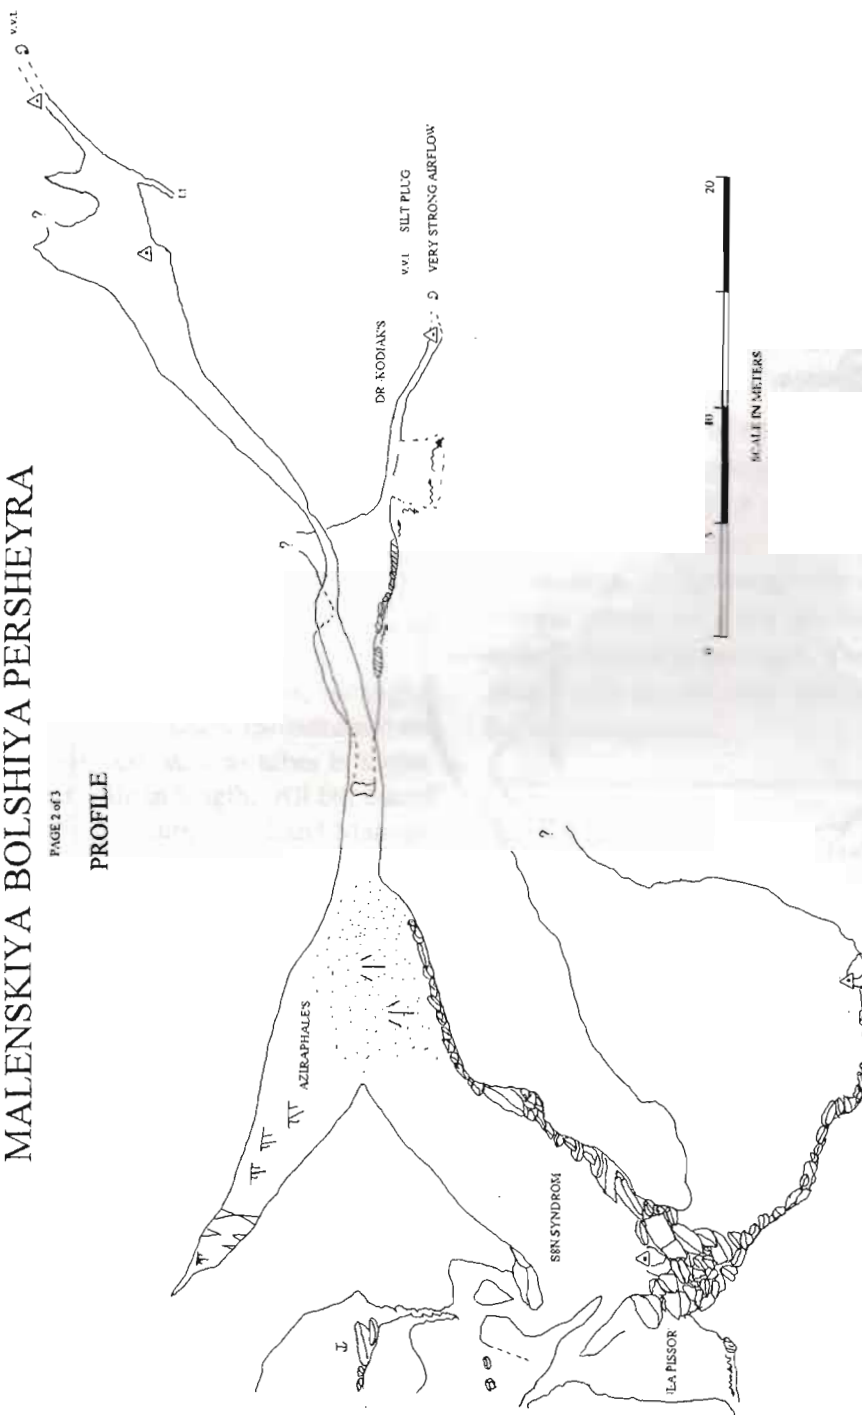 MALENSKIYA BOLSHIYA PERSHEYRA
PAGE 2 of 3
PROFILE
AZIRAPHALE'S
?
?
v.v.t.
DR. KODIAK'S
v.v.t. SILT PLUG
VERY STRONG AIRFLOW
S8N SYNDROM
LA PISSOR
?
0 5 10 20
SCALE IN METERS